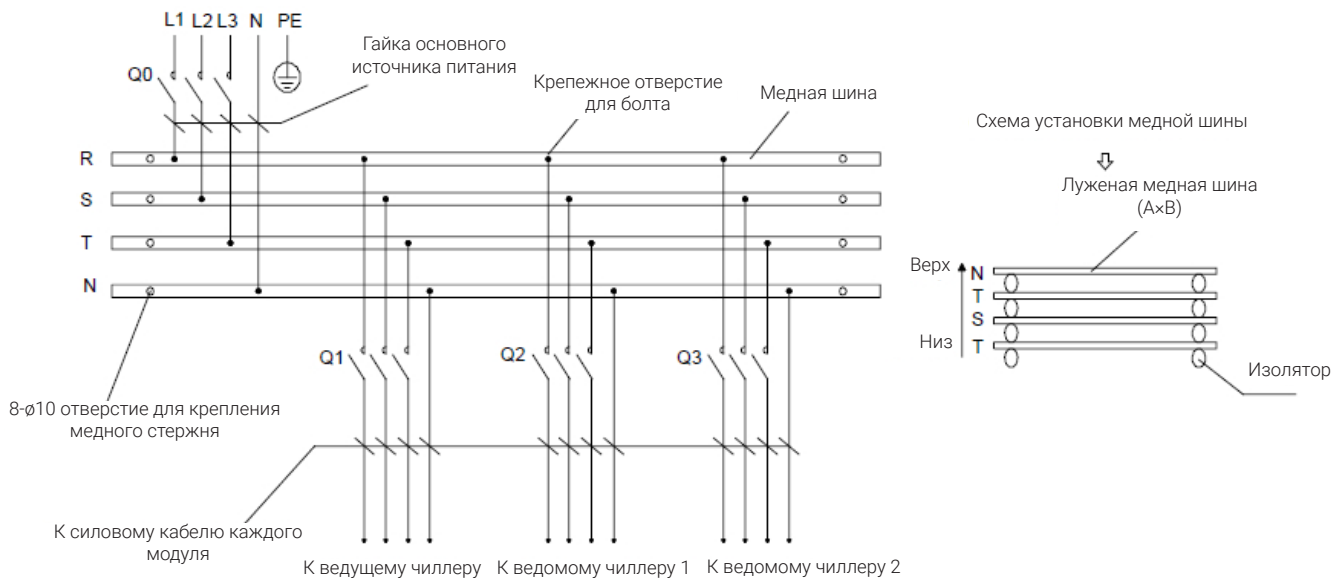 L1 L2 L3 N PE
Гайка основного
источника питания
Q0
Крепежное отверстие
для болта
Медная шина
Схема установки медной шины
Луженая медная шина
(A×B)
R
S
T
N
Верх
Низ
N
T
S
T
Изолятор
Q1
Q2
Q3
8-ø10 отверстие для крепления
медного стержня
К силовому кабелю каждого
модуля
К ведущему чиллеру
К ведомому чиллеру 1
К ведомому чиллеру 2